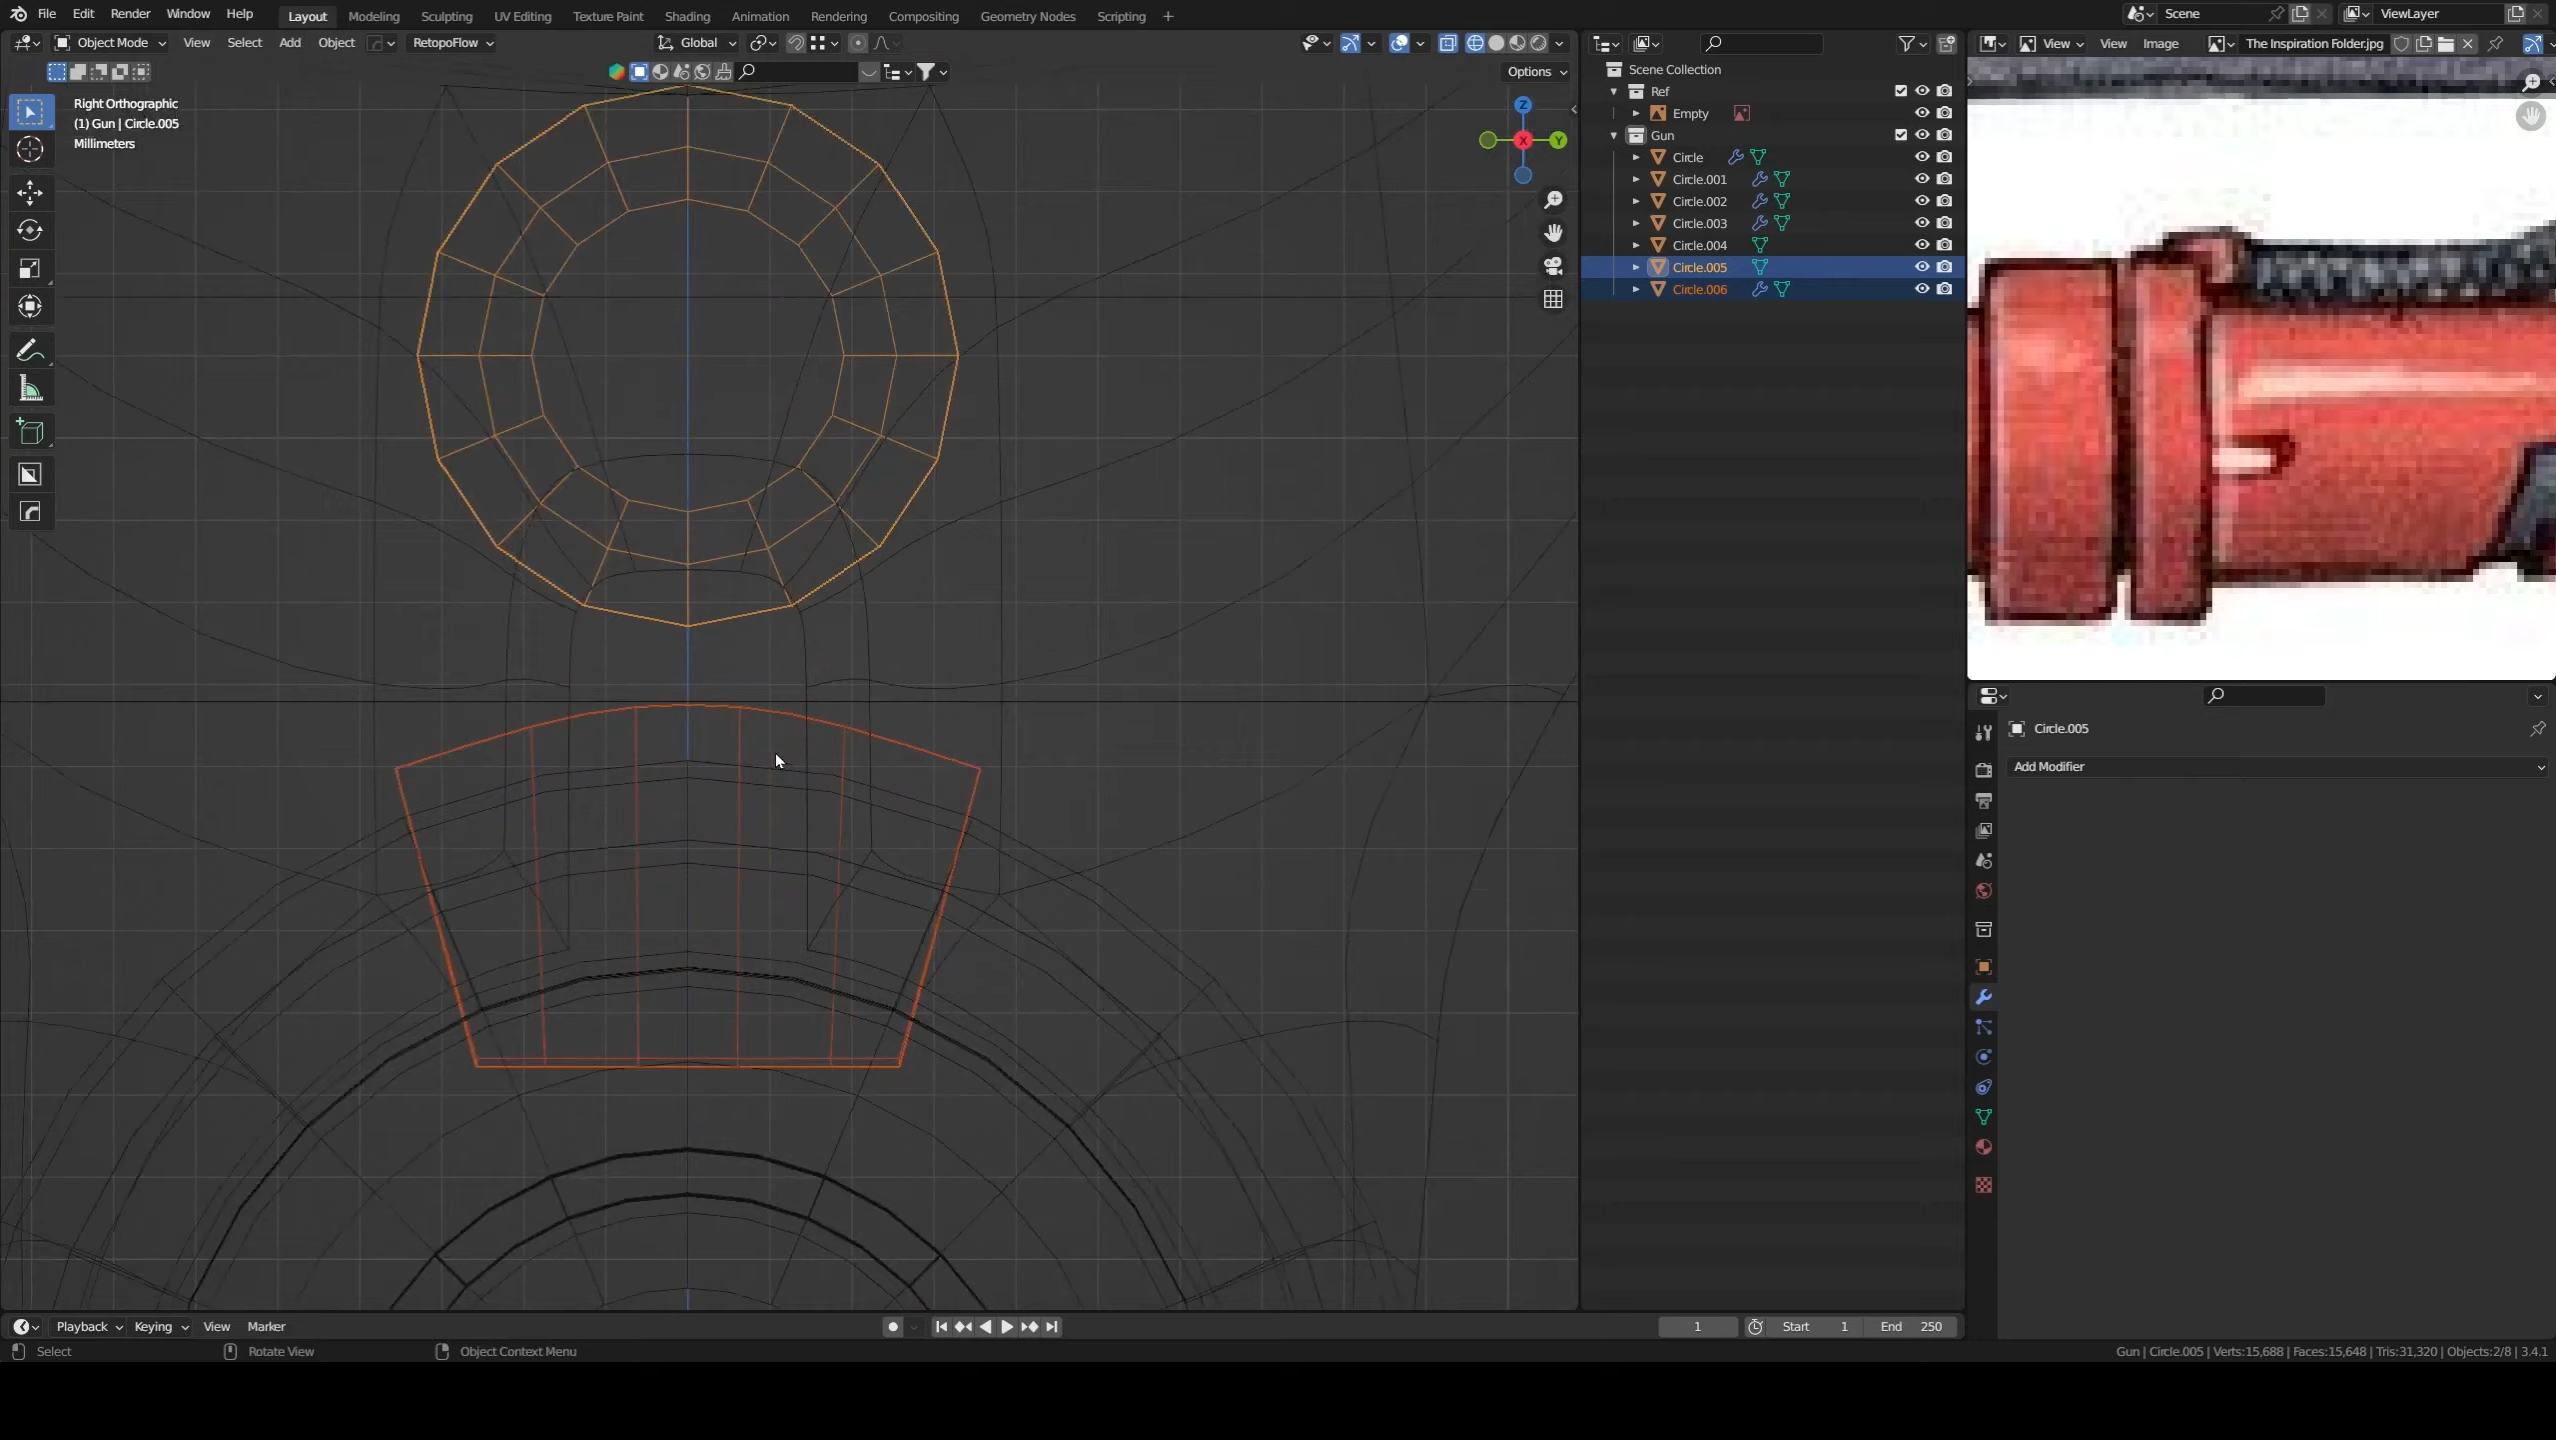 File Edit Render Window Help Layout Modeling Sculpting UV Editing Texture Paint Shading Animation Rendering Compositing Geometry Nodes Scripting + Scene ViewLayer
Object Mode View Select Add Object RetopoFlow Global View View Image The Inspiration Folder.jpg
Options
Right Orthographic
(1) Gun | Circle.005
Millimeters
Z
X
Y
Scene Collection
Ref
Empty
Gun
Circle
Circle.001
Circle.002
Circle.003
Circle.004
Circle.005
Circle.006
Circle.005
Add Modifier
Playback Keying View Marker 1 Start 1 End 250
Select Rotate View Object Context Menu Gun | Circle.005 | Verts:15,688 | Faces:15,648 | Tris:31,320 | Objects:2/8 | 3.4.1